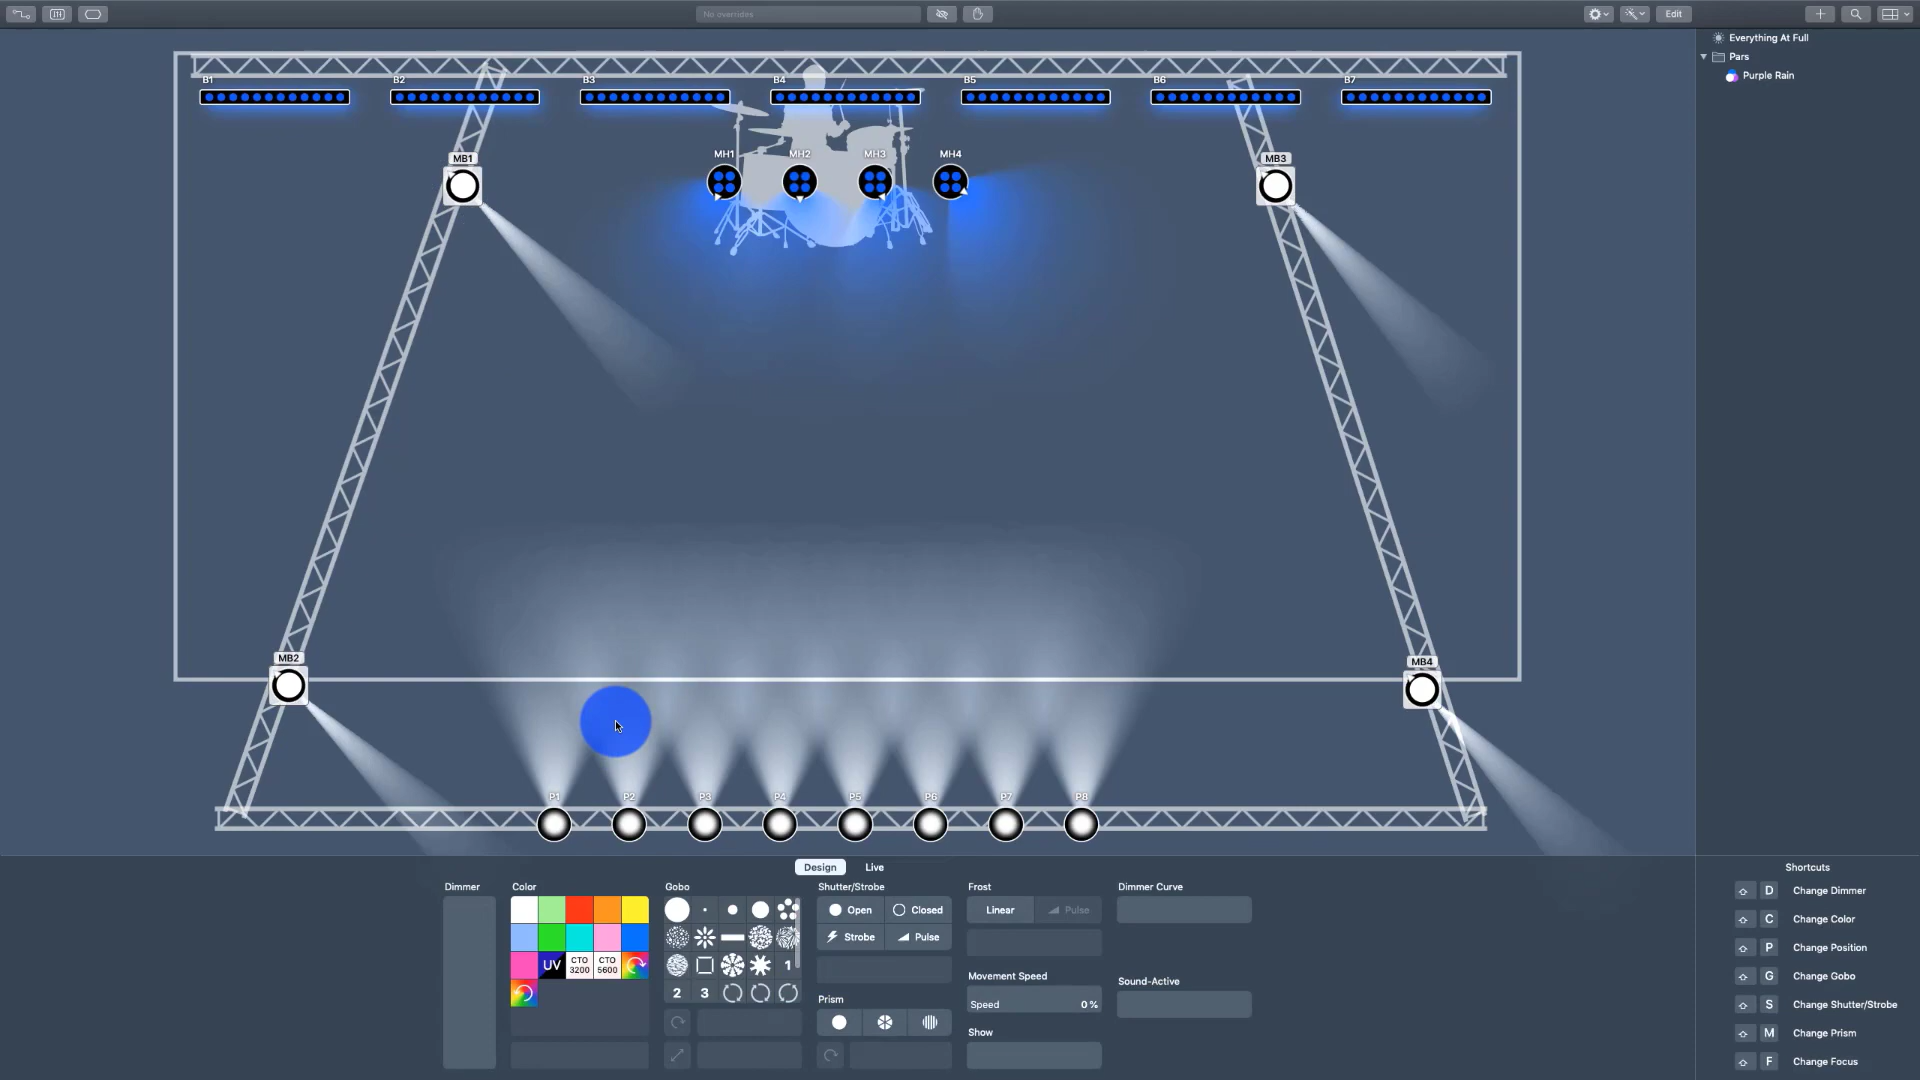 No overrides
Edit
Everything At Full
Pars
Purple Rain
B1 B2 B3 B4 B5 B6 B7
MH1 MH2 MH3 MH4
MB1 MB3
MB2 MB4
P1 P2 P3 P4 P5 P6 P7 P8
Design Live
Dimmer
Color
UV
CTO 3200
CTO 5600
Gobo
1
2 3
Shutter/Strobe
Open Closed
Strobe Pulse
Prism
Frost
Linear Pulse
Movement Speed
Speed 0 %
Show
Dimmer Curve
Sound-Active
Shortcuts
D Change Dimmer
C Change Color
P Change Position
G Change Gobo
S Change Shutter/Strobe
M Change Prism
F Change Focus